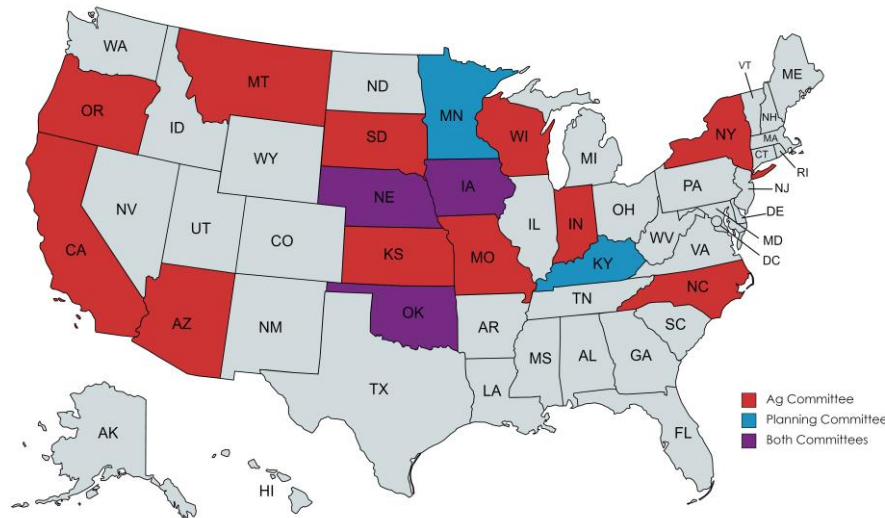 WA
MT
ND
MN
VT
ME
OR
ID
SD
WI
NY
NH
MA
CT
RI
WY
MI
NE
IA
PA
NJ
NV
UT
CO
IL
IN
OH
DE
MD
DC
WV
VA
CA
KS
MO
KY
NC
TN
AZ
NM
OK
AR
SC
MS
AL
GA
TX
LA
FL
AK
HI
Ag Committee
Planning Committee
Both Committees